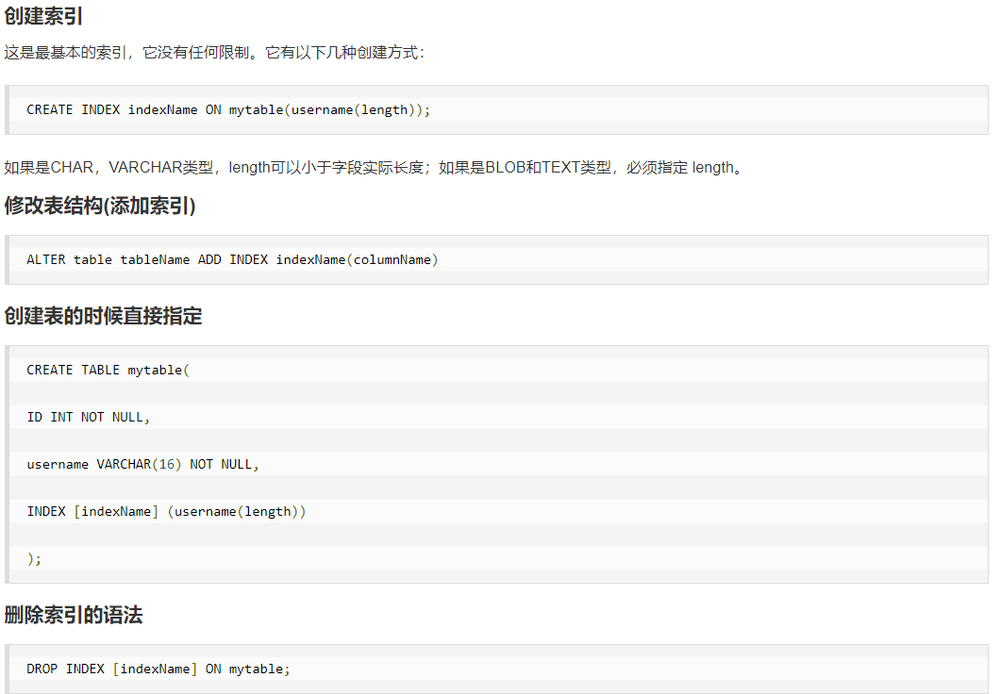 创建索引
这是最基本的索引，它没有任何限制。它有以下几种创建方式：
CREATE INDEX indexName ON mytable(username(length));
如果是CHAR，VARCHAR类型，length可以小于字段实际长度；如果是BLOB和TEXT类型，必须指定 length。
修改表结构(添加索引)
ALTER table tableName ADD INDEX indexName(columnName)
创建表的时候直接指定
CREATE TABLE mytable(
ID INT NOT NULL,
username VARCHAR(16) NOT NULL,
INDEX [indexName] (username(length))
);
删除索引的语法
DROP INDEX [indexName] ON mytable;